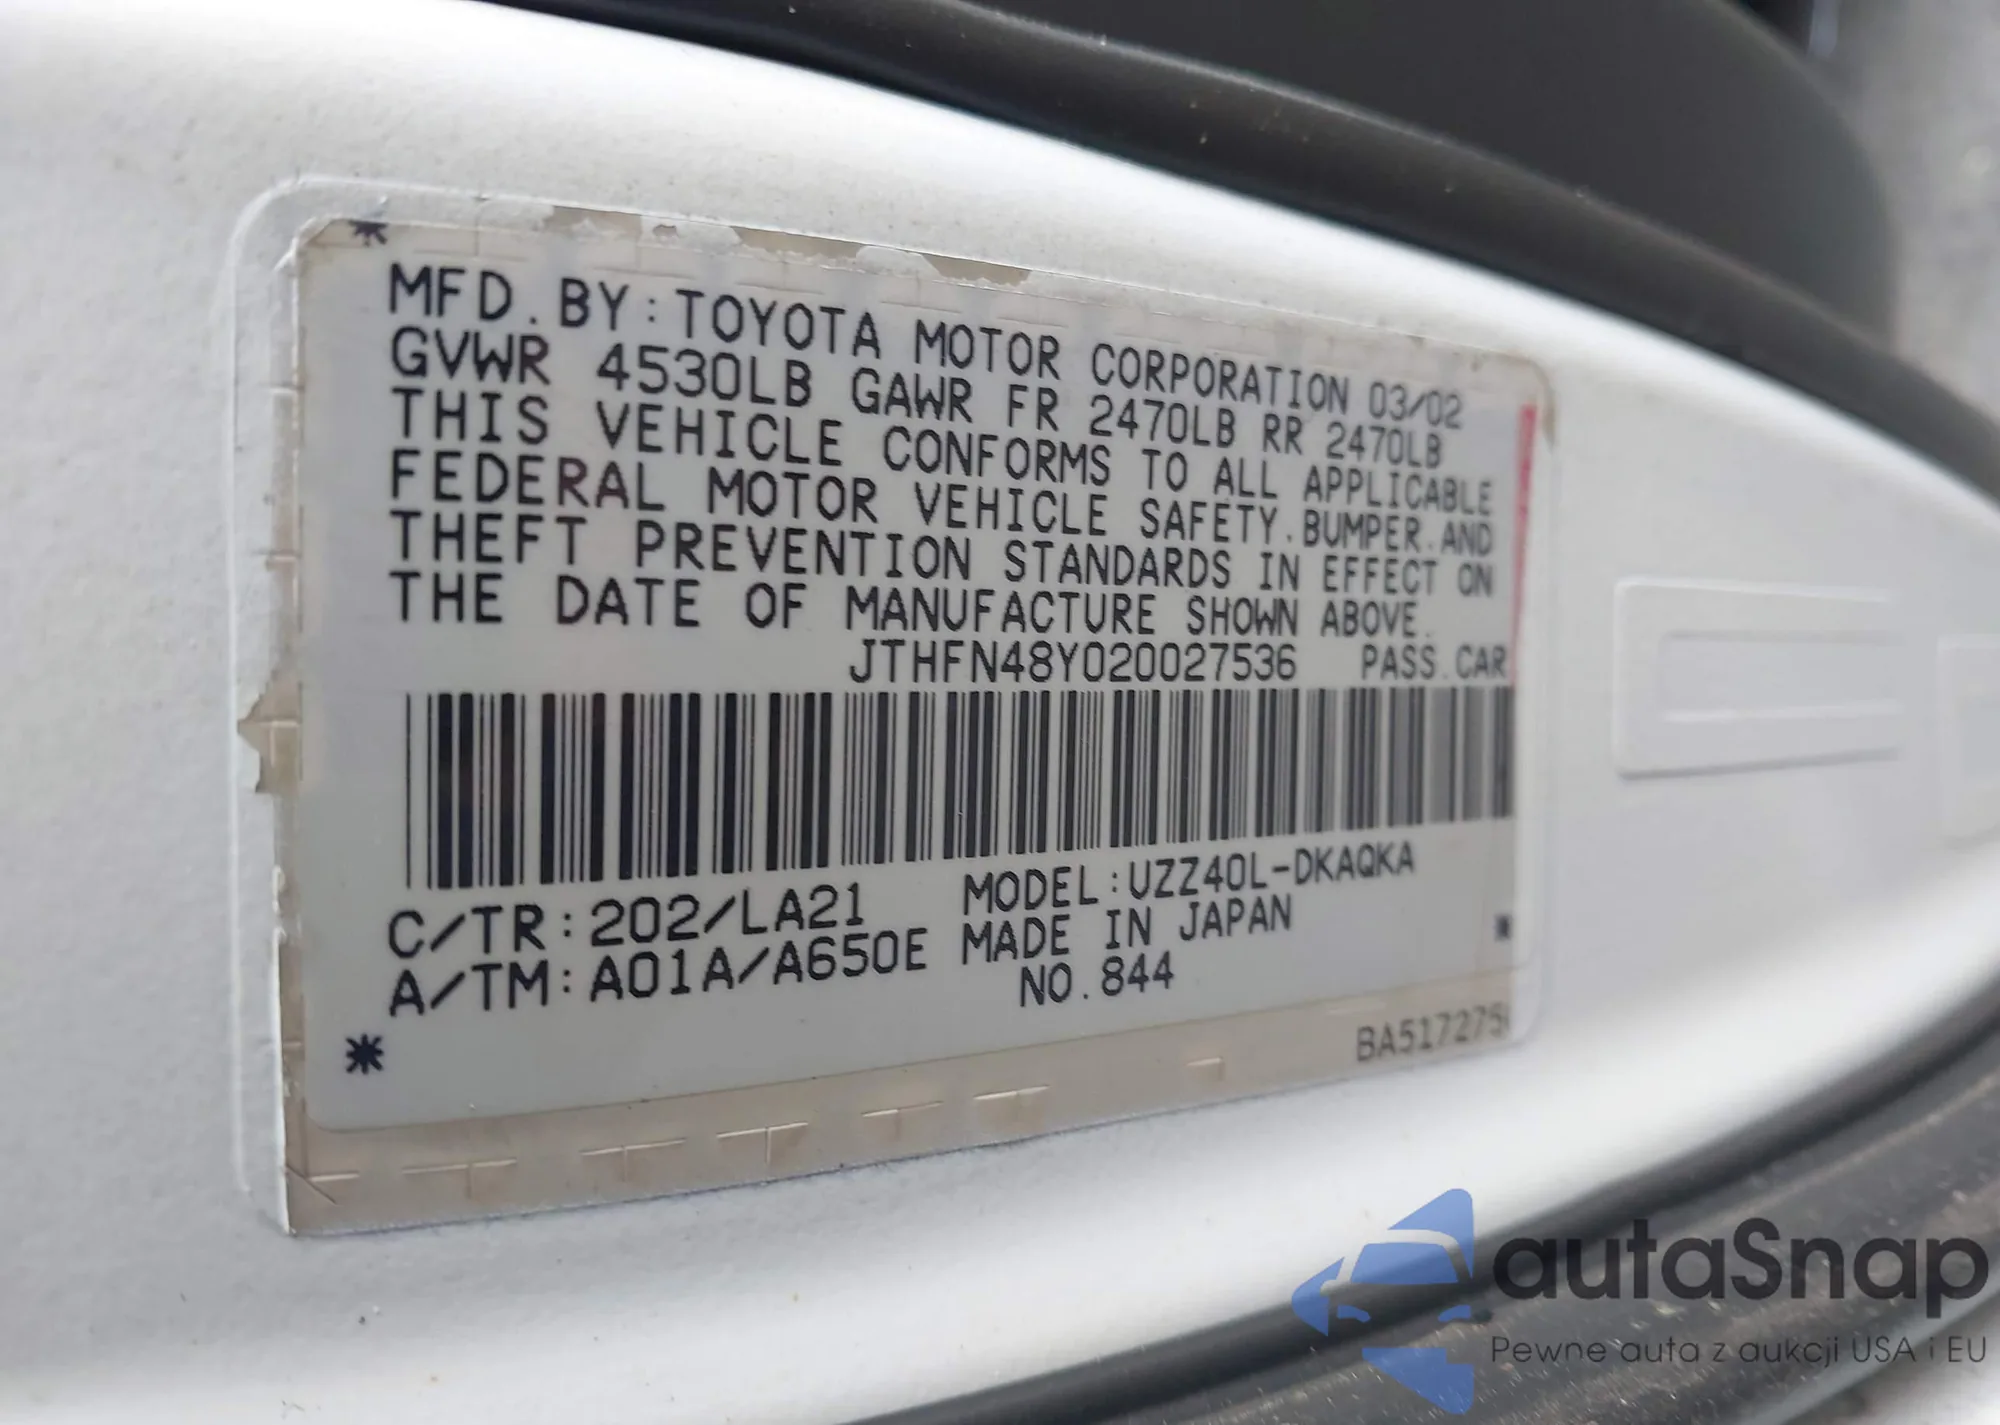 MFD. BY: TOYOTA MOTOR CORPORATION 03/02
GVWR 4530LB GAWR FR 2470LB RR 2470LB
THIS VEHICLE CONFORMS TO ALL APPLICABLE
FEDERAL MOTOR VEHICLE SAFETY. BUMPER. AND
THEFT PREVENTION STANDARDS IN EFFECT ON
THE DATE OF MANUFACTURE SHOWN ABOVE.
JTHFN48Y020027536 PASS. CAR
C/TR: 202/LA21 MODEL: UZZ40L-DKAQKA
A/TM: A01A/A650E MADE IN JAPAN
NO. 844
autaSnap
Pewne auta z aukcji USA i EU